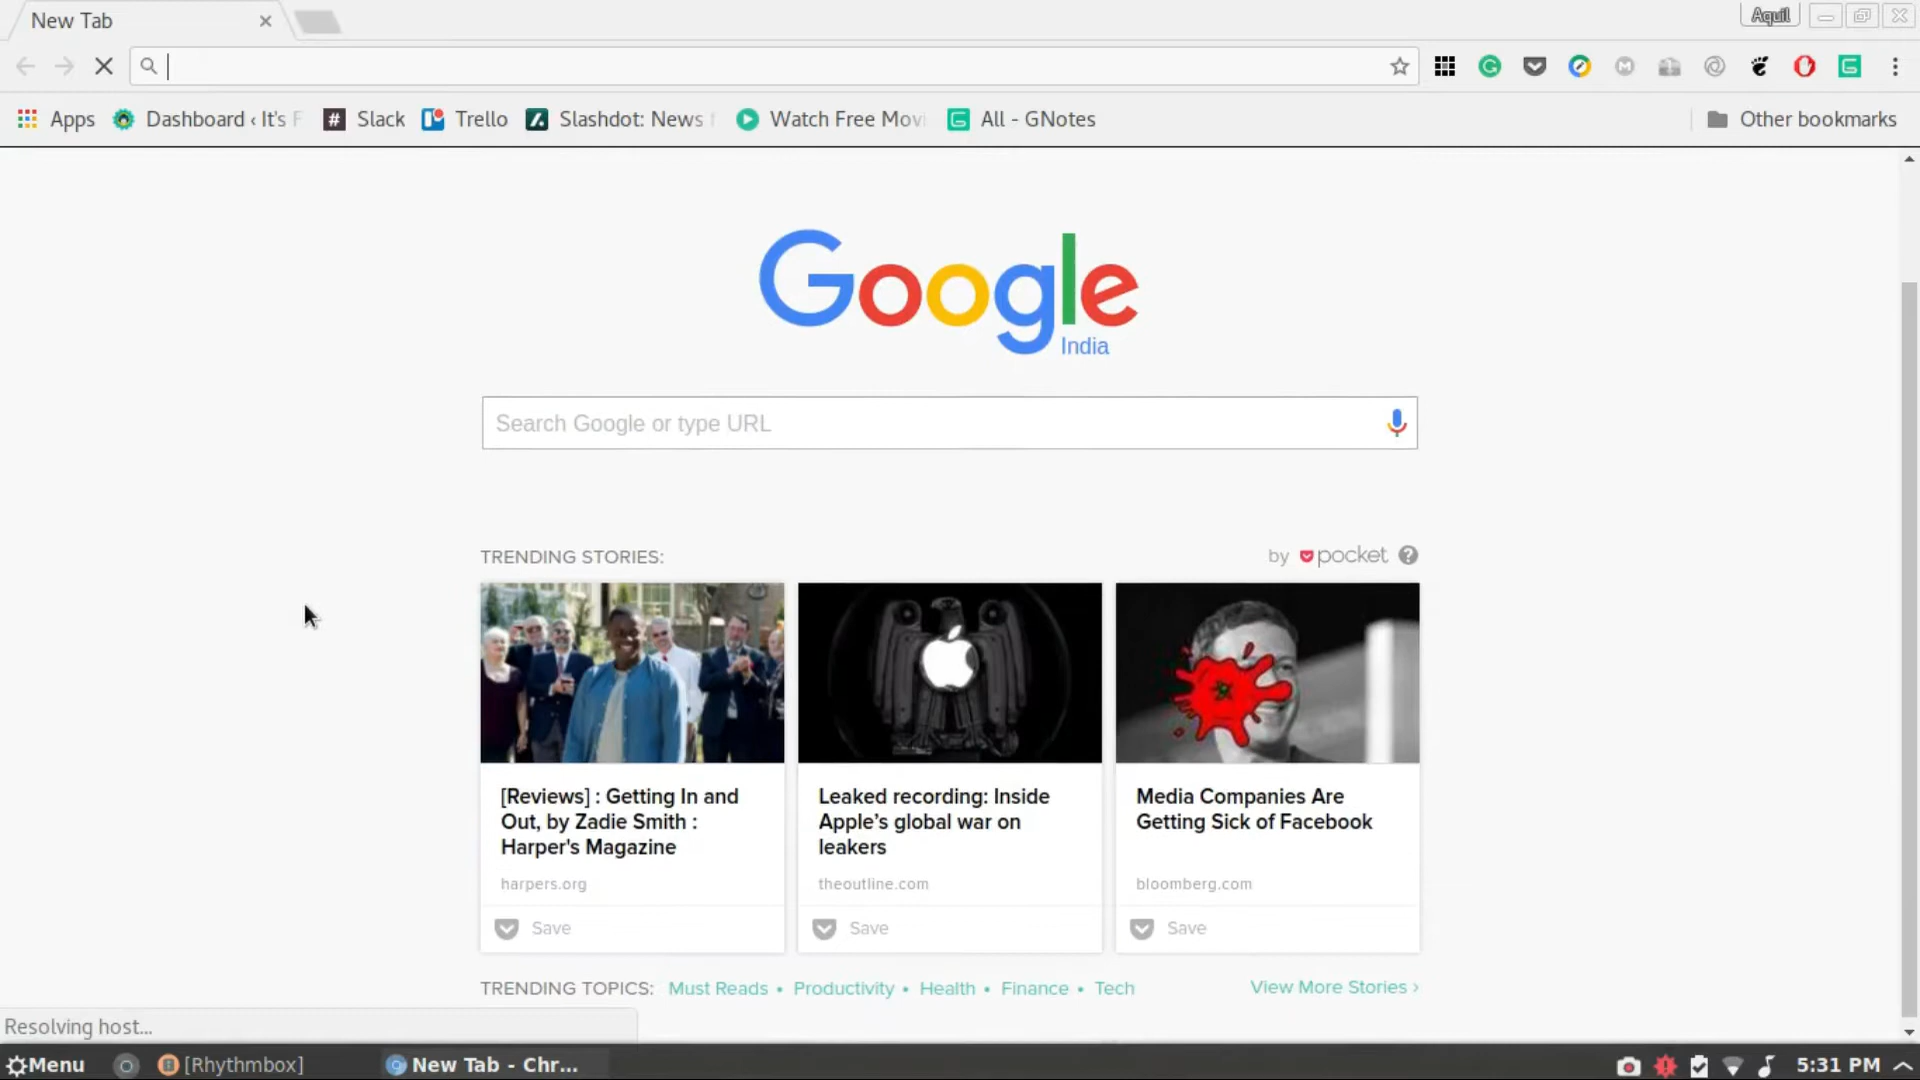 New Tab
Aquil
Apps
Dashboard ‹ It's F
Slack
Trello
Slashdot: News f
Watch Free Movi
All - GNotes
Other bookmarks
Google
India
Search Google or type URL
TRENDING STORIES:
by pocket ?
[Reviews] : Getting In and
Out, by Zadie Smith :
Harper's Magazine
harpers.org
Save
Leaked recording: Inside
Apple’s global war on
leakers
theoutline.com
Save
Media Companies Are
Getting Sick of Facebook
bloomberg.com
Save
TRENDING TOPICS: Must Reads • Productivity • Health • Finance • Tech
View More Stories ›
Resolving host...
Menu
[Rhythmbox]
New Tab - Chr...
5:31 PM